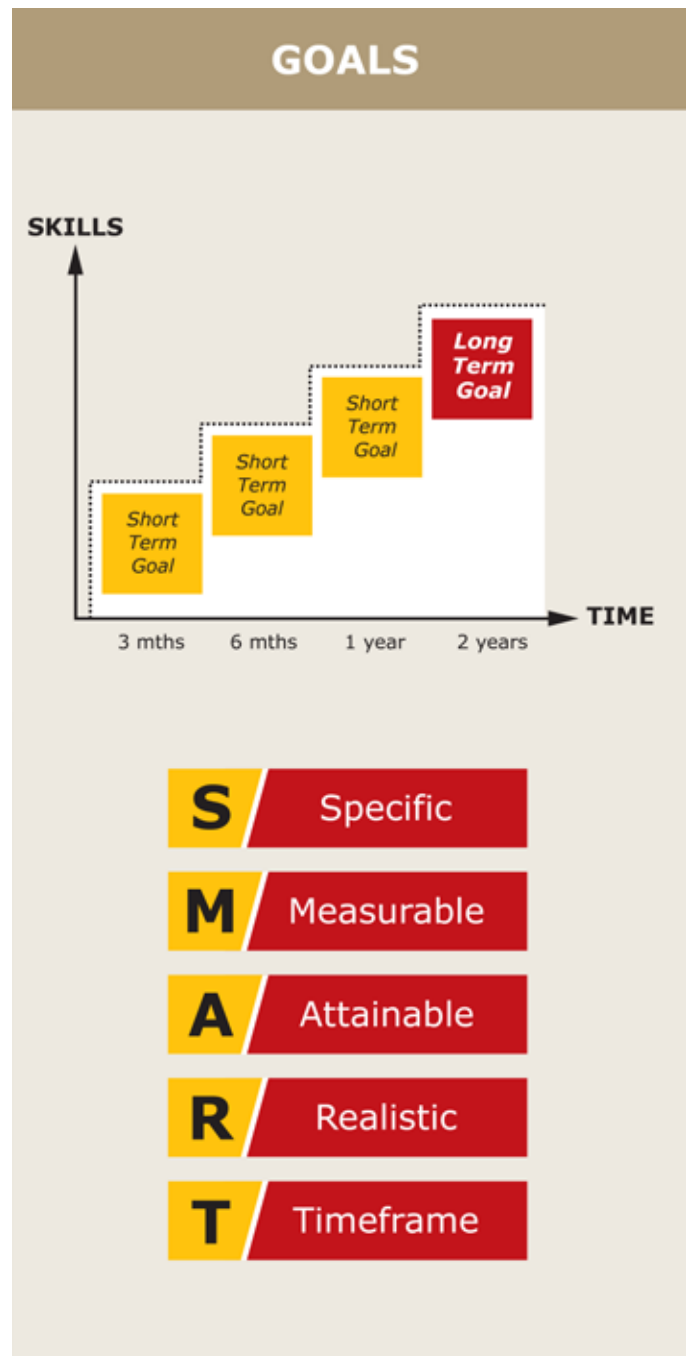 GOALS
SKILLS
Long
Term
Goal
Short
Term
Goal
Short
Term
Goal
Short
Term
Goal
TIME
3 mths 6 mths 1 year 2 years
S Specific
M Measurable
A Attainable
R Realistic
T Timeframe